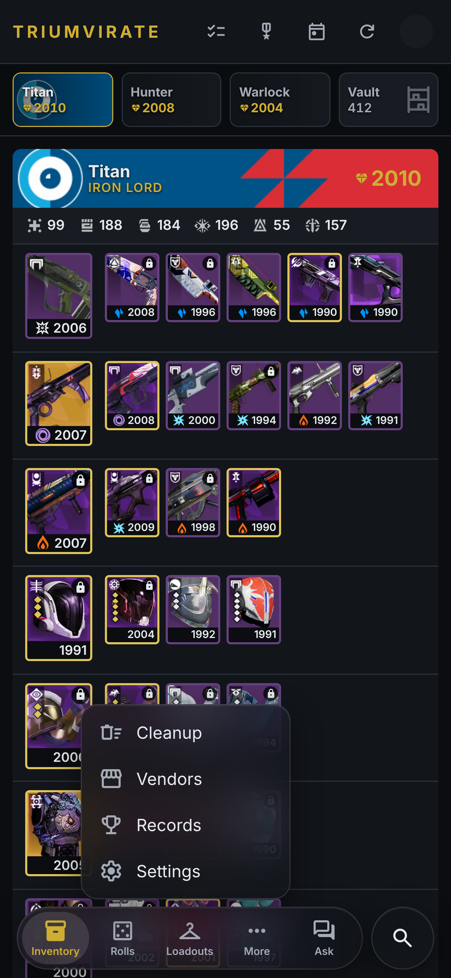 TRIUMVIRATE
Titan
2010
Hunter
2008
Warlock
2004
Vault
412
Titan
IRON LORD
2010
99 188 184 196 55 157
2006 2008 1996 1996 1990 1990
2007 2008 2000 1994 1992 1991
2007 2009 1998 1990
1991 2004 1992 1991
Cleanup
Vendors
Records
Settings
Inventory Rolls Loadouts More Ask
2000